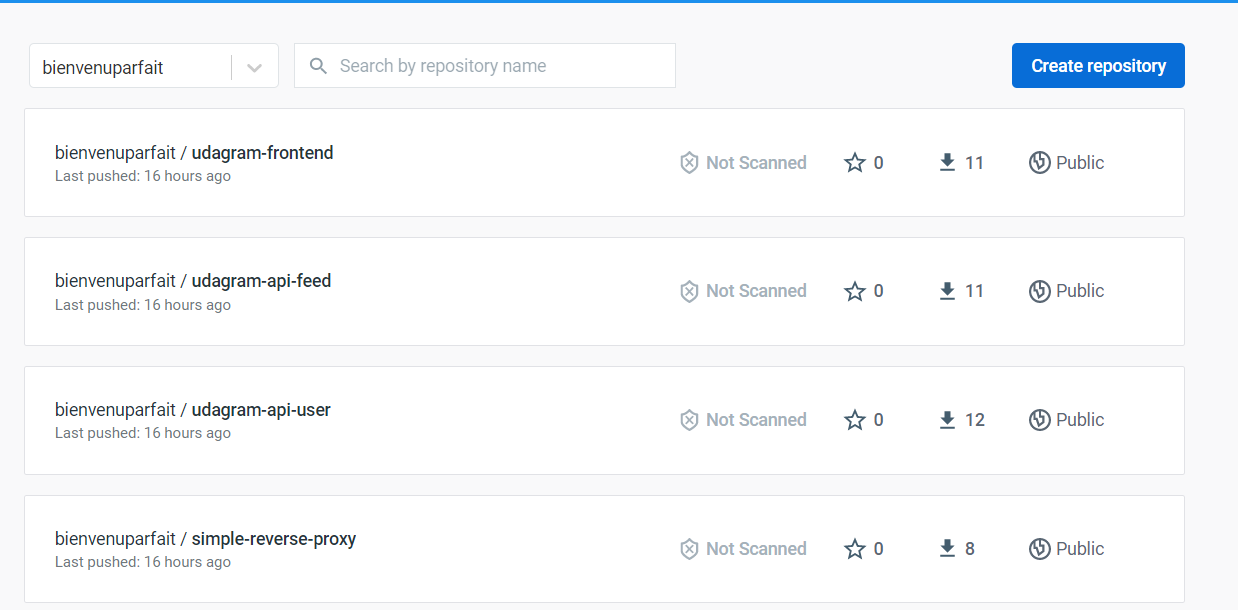 bienvenuparfait
Search by repository name
Create repository
bienvenuparfait / udagram-frontend
Last pushed: 16 hours ago
Not Scanned
0
11
Public
bienvenuparfait / udagram-api-feed
Last pushed: 16 hours ago
Not Scanned
0
11
Public
bienvenuparfait / udagram-api-user
Last pushed: 16 hours ago
Not Scanned
0
12
Public
bienvenuparfait / simple-reverse-proxy
Last pushed: 16 hours ago
Not Scanned
0
8
Public